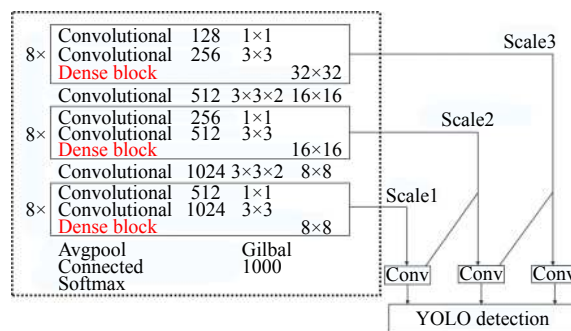 Convolutional 128 1×1
8× Convolutional 256 3×3
Dense block 32×32
Scale3
Convolutional 512 3×3×2 16×16
Convolutional 256 1×1
8× Convolutional 512 3×3
Dense block 16×16
Scale2
Convolutional 1024 3×3×2 8×8
Convolutional 512 1×1
8× Convolutional 1024 3×3
Dense block 8×8
Scale1
Avgpool Gilbal
Connected 1000
Softmax
Conv Conv Conv
YOLO detection